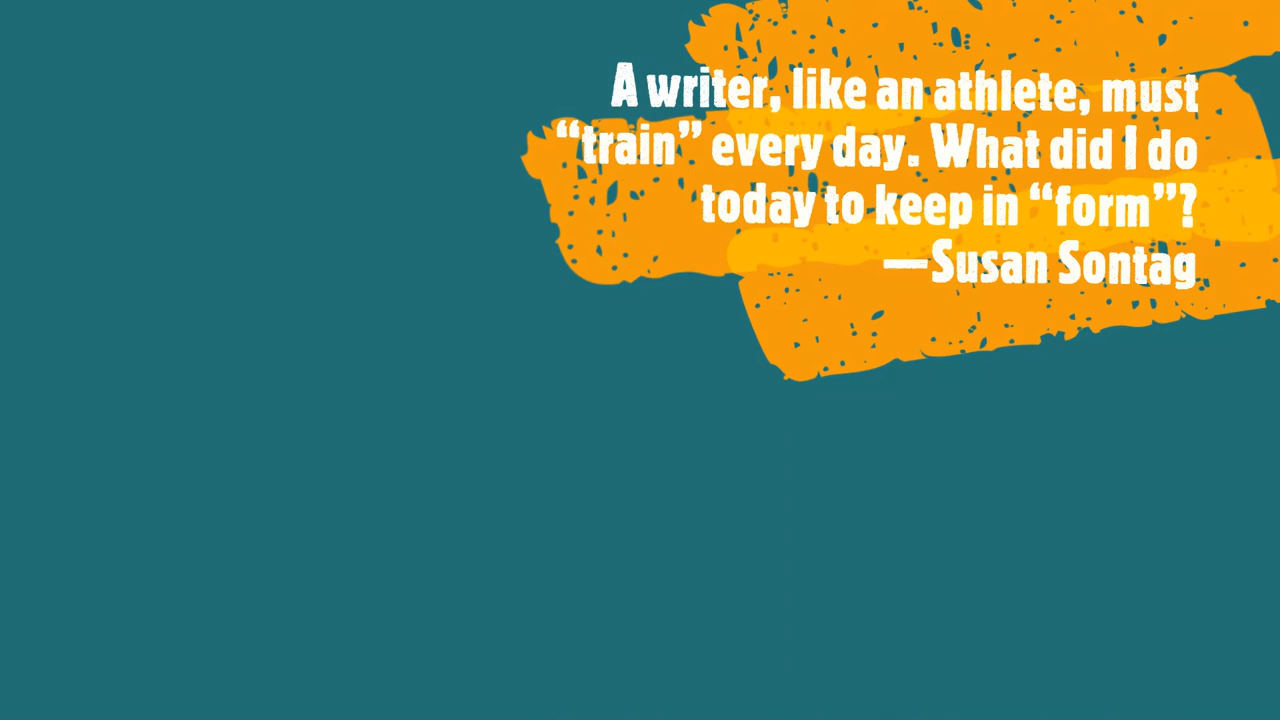 A writer, like an athlete, must
“train” every day. What did I do
today to keep in “form”?
—Susan Sontag